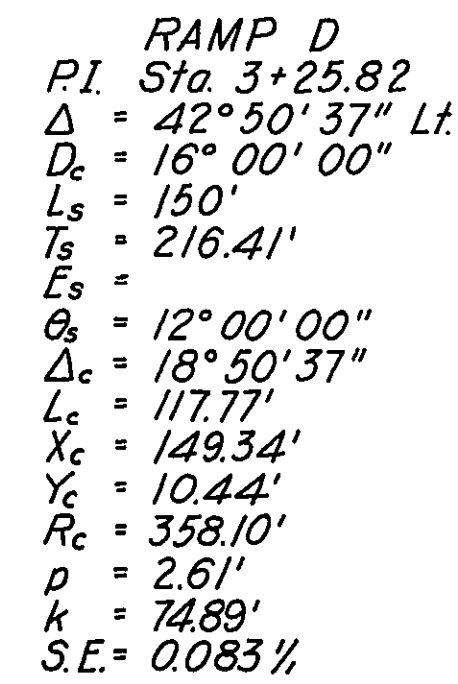 RAMP D
P.I. Sta. 3+25.82
Δ = 42°50'37" Lt.
Dc = 16° 00' 00"
Ls = 150'
Ts = 216.41'
Es =
θs = 12°00'00"
Δc = 18°50'37"
Lc = 117.77'
Xc = 149.34'
Yc = 10.44'
Rc = 358.10'
p = 2.61'
k = 74.89'
S.E.= 0.083'/,